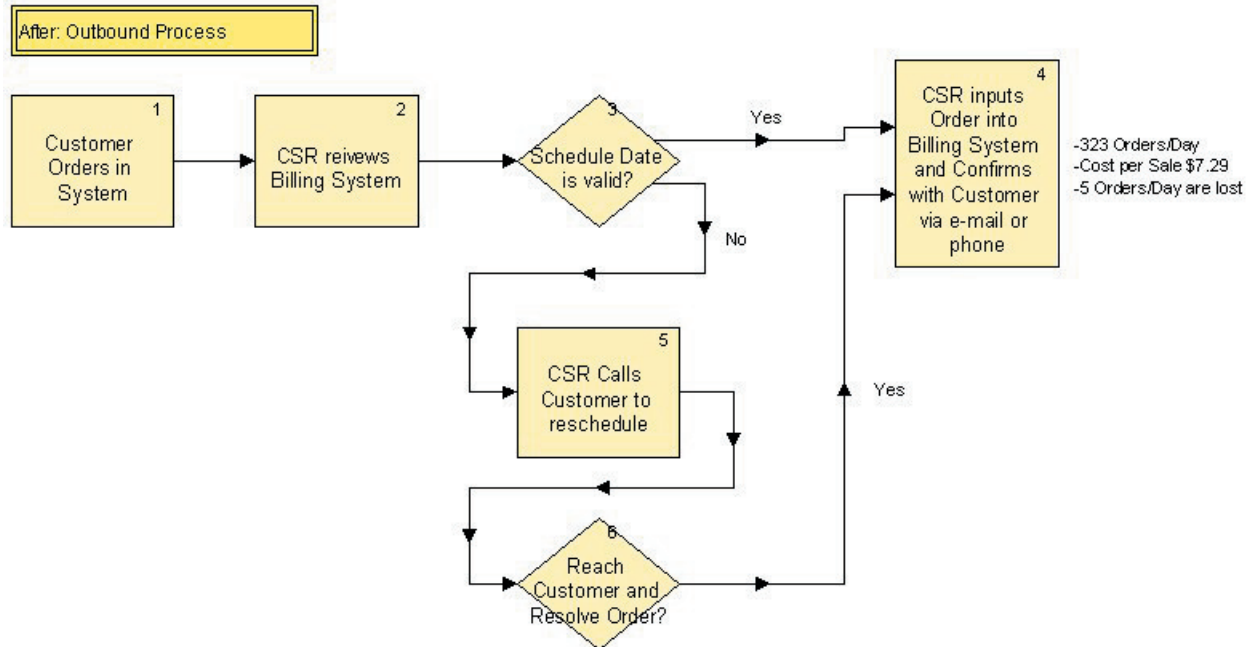 After: Outbound Process
1
Customer
Orders in
System
2
CSR reivews
Billing System
3
Schedule Date
is valid?
Yes
No
4
CSR inputs
Order into
Billing System
and Confirms
with Customer
via e-mail or
phone
-323 Orders/Day
-Cost per Sale $7.29
-5 Orders/Day are lost
5
CSR Calls
Customer to
reschedule
6
Reach
Customer and
Resolve Order?
Yes